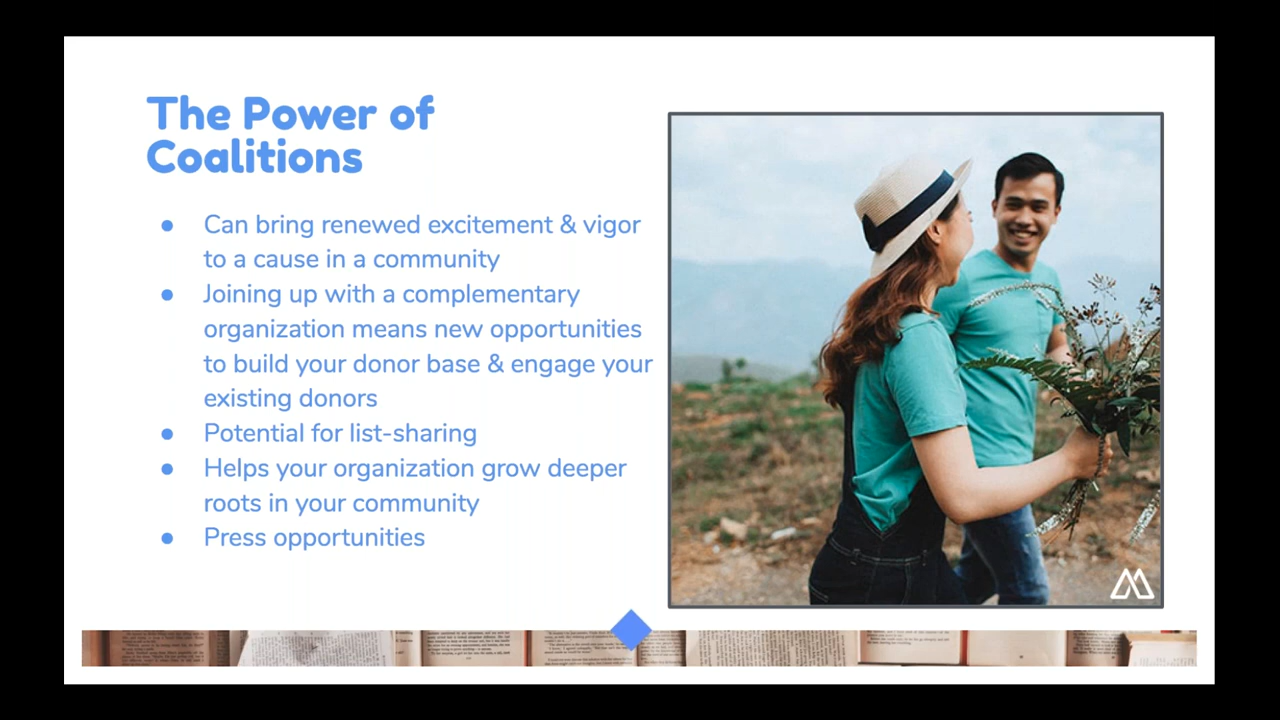 The Power of
Coalitions
● Can bring renewed excitement & vigor
to a cause in a community
● Joining up with a complementary
organization means new opportunities
to build your donor base & engage your
existing donors
● Potential for list-sharing
● Helps your organization grow deeper
roots in your community
● Press opportunities